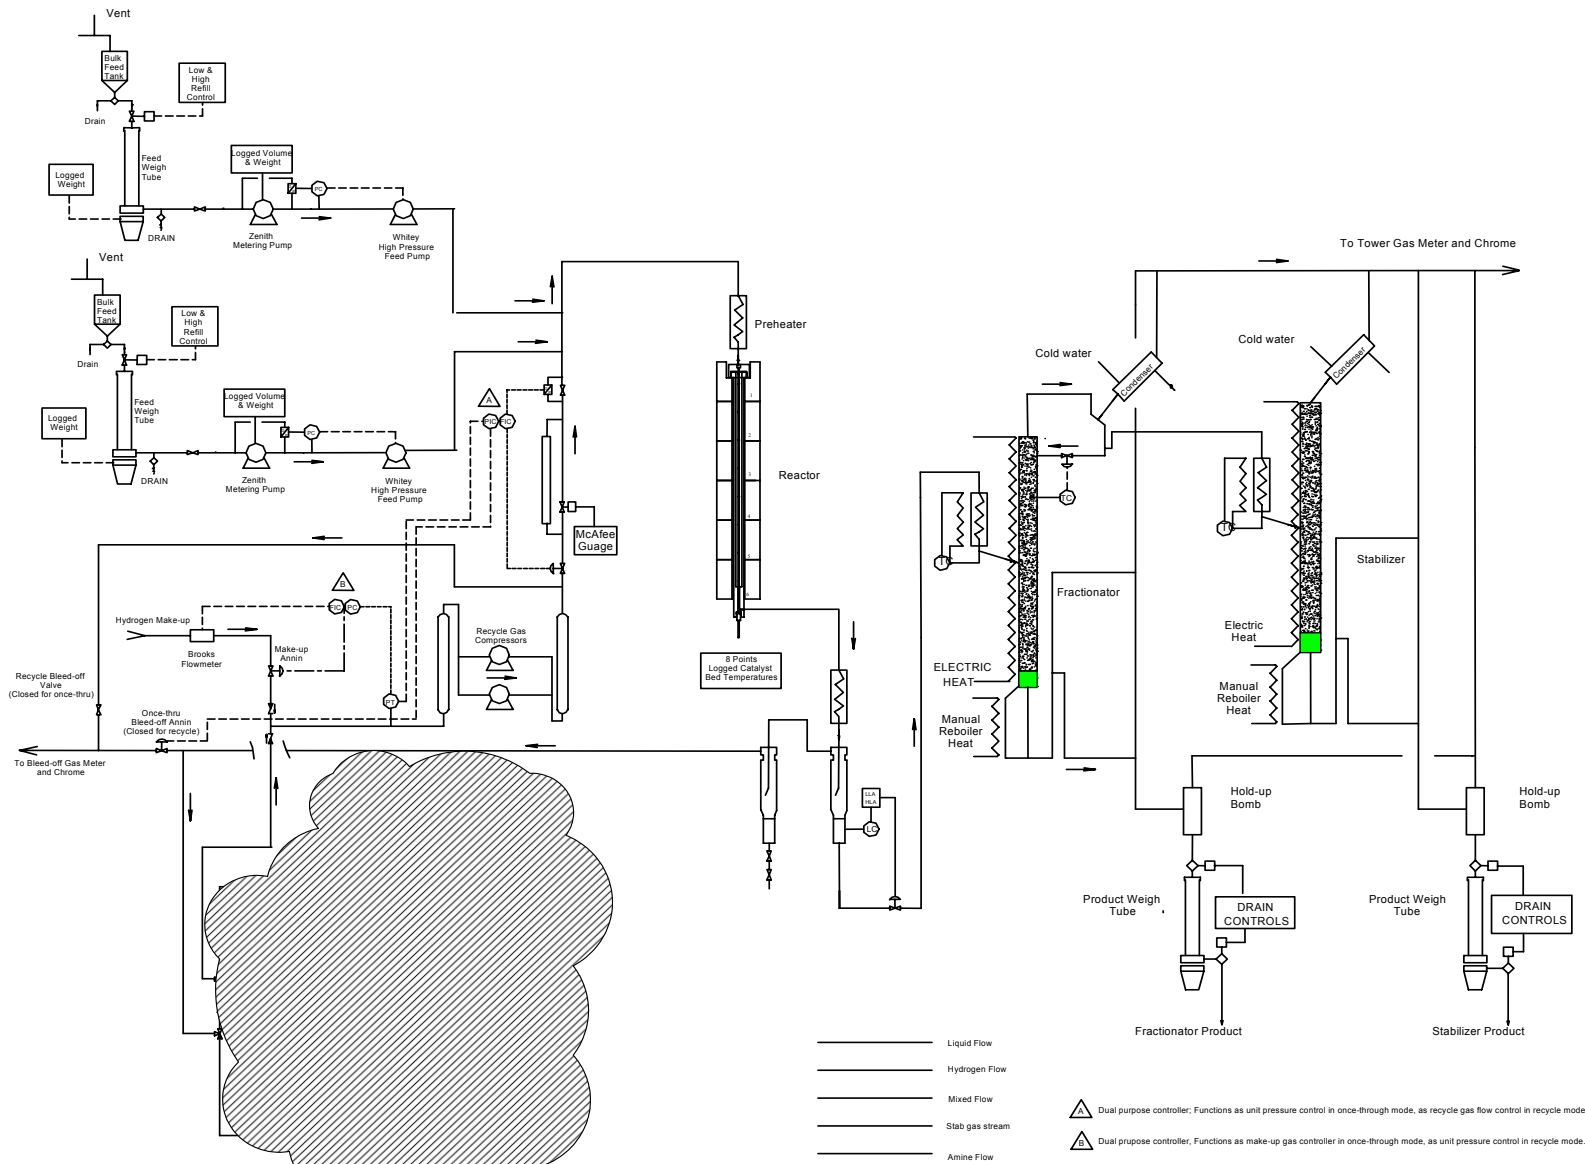 Vent
Bulk
Feed
Tank
Low &
High
Refill
Control
Drain
Feed
Weigh
Tube
Logged
Weight
Logged Volume
& Weight
PC
DRAIN
Zenith
Metering Pump
Whitey
High Pressure
Feed Pump
Vent
Bulk
Feed
Tank
Low &
High
Refill
Control
Drain
Feed
Weigh
Tube
Logged
Weight
Logged Volume
& Weight
PC
DRAIN
Zenith
Metering Pump
Whitey
High Pressure
Feed Pump
A
PIC
FIC
McAfee
Guage
Preheater
Reactor
1
2
3
4
5
6
8 Points
Logged Catalyst
Bed Temperatures
B
FIC
PC
Hydrogen Make-up
Brooks
Flowmeter
Make-up
Annin
Recycle Gas
Compressors
PT
Recycle Bleed-off
Valve
(Closed for once-thru)
Once-thru
Bleed-off Annin
(Closed for recycle)
To Bleed-off Gas Meter
and Chrome
LLA
HLA
LC
To Tower Gas Meter and Chrome
Cold water
Condenser
Cold water
Condenser
TC
TC
TC
Fractionator
Stabilizer
ELECTRIC
HEAT
Manual
Reboiler
Heat
Electric
Heat
Manual
Reboiler
Heat
Hold-up
Bomb
Hold-up
Bomb
Product Weigh
Tube
DRAIN
CONTROLS
Product Weigh
Tube
DRAIN
CONTROLS
Fractionator Product
Stabilizer Product
Liquid Flow
Hydrogen Flow
Mixed Flow
Stab gas stream
Amine Flow
A Dual purpose controller; Functions as unit pressure control in once-through mode, as recycle gas flow control in recycle mode
B Dual prupose controller, Functions as make-up gas controller in once-through mode, as unit pressure control in recycle mode.